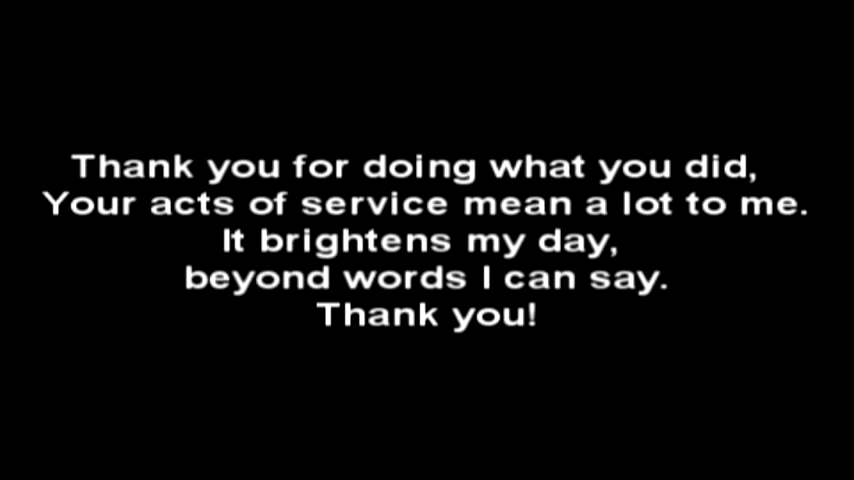 Thank you for doing what you did,
Your acts of service mean a lot to me.
It brightens my day,
beyond words I can say.
Thank you!